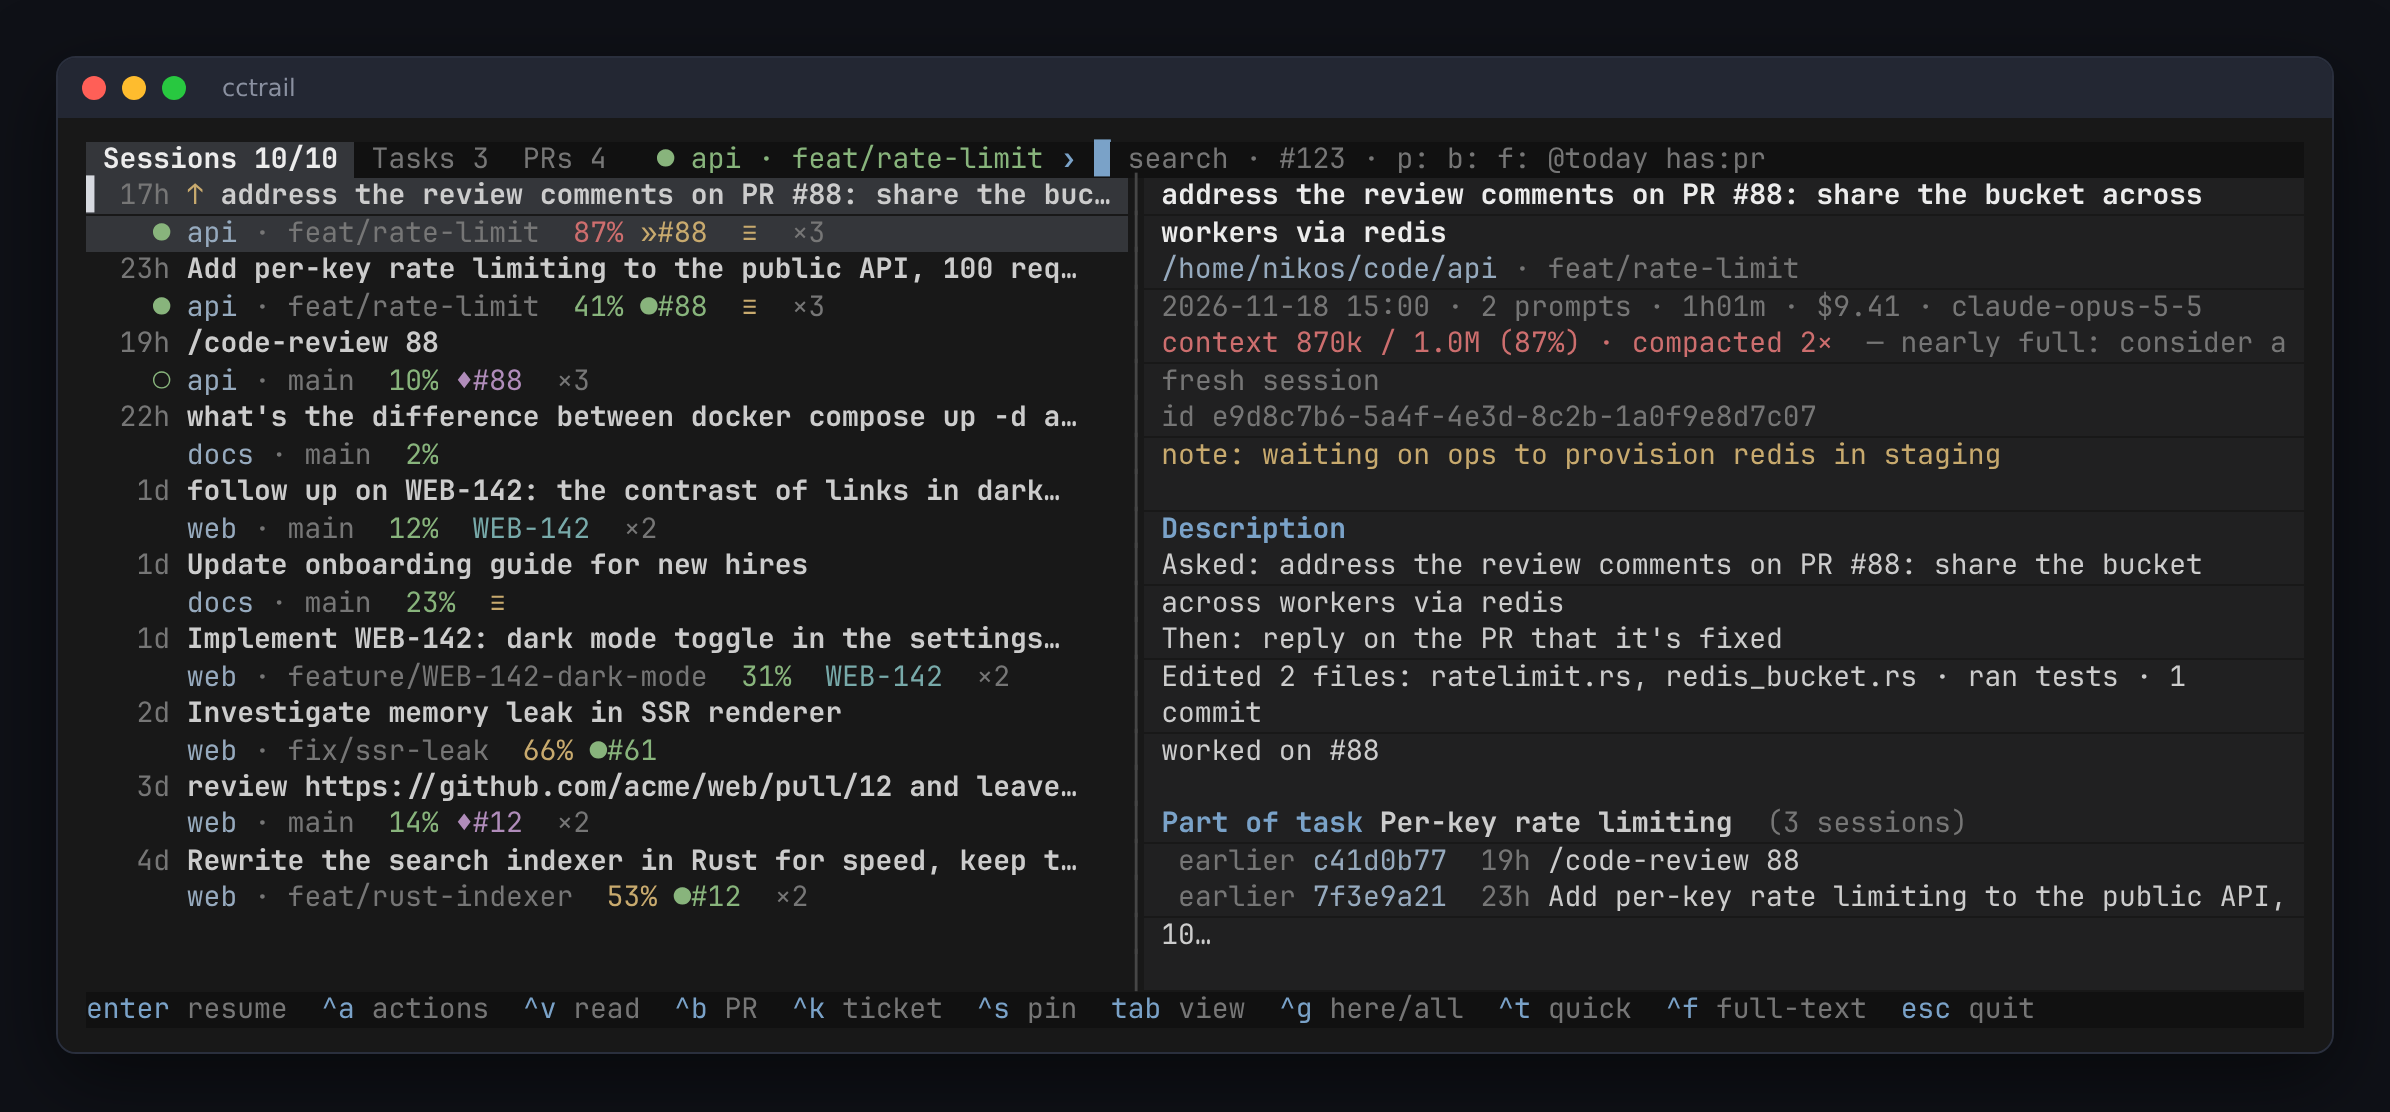 cctrail
Sessions 10/10 Tasks 3 PRs 4 ● api · feat/rate-limit › search · #123 · p: b: f: @today has:pr
17h ↑ address the review comments on PR #88: share the buc…
● api · feat/rate-limit 87% »#88 ≡ ×3
23h Add per-key rate limiting to the public API, 100 req…
● api · feat/rate-limit 41% ●#88 ≡ ×3
19h /code-review 88
○ api · main 10% ♦#88 ×3
22h what's the difference between docker compose up -d a…
docs · main 2%
1d follow up on WEB-142: the contrast of links in dark…
web · main 12% WEB-142 ×2
1d Update onboarding guide for new hires
docs · main 23% ≡
1d Implement WEB-142: dark mode toggle in the settings…
web · feature/WEB-142-dark-mode 31% WEB-142 ×2
2d Investigate memory leak in SSR renderer
web · fix/ssr-leak 66% ●#61
3d review https://github.com/acme/web/pull/12 and leave…
web · main 14% ♦#12 ×2
4d Rewrite the search indexer in Rust for speed, keep t…
web · feat/rust-indexer 53% ●#12 ×2
address the review comments on PR #88: share the bucket across
workers via redis
/home/nikos/code/api · feat/rate-limit
2026-11-18 15:00 · 2 prompts · 1h01m · $9.41 · claude-opus-5-5
context 870k / 1.0M (87%) · compacted 2× — nearly full: consider a
fresh session
id e9d8c7b6-5a4f-4e3d-8c2b-1a0f9e8d7c07
note: waiting on ops to provision redis in staging
Description
Asked: address the review comments on PR #88: share the bucket
across workers via redis
Then: reply on the PR that it's fixed
Edited 2 files: ratelimit.rs, redis_bucket.rs · ran tests · 1
commit
worked on #88
Part of task Per-key rate limiting (3 sessions)
earlier c41d0b77 19h /code-review 88
earlier 7f3e9a21 23h Add per-key rate limiting to the public API,
10…
enter resume ^a actions ^v read ^b PR ^k ticket ^s pin tab view ^g here/all ^t quick ^f full-text esc quit